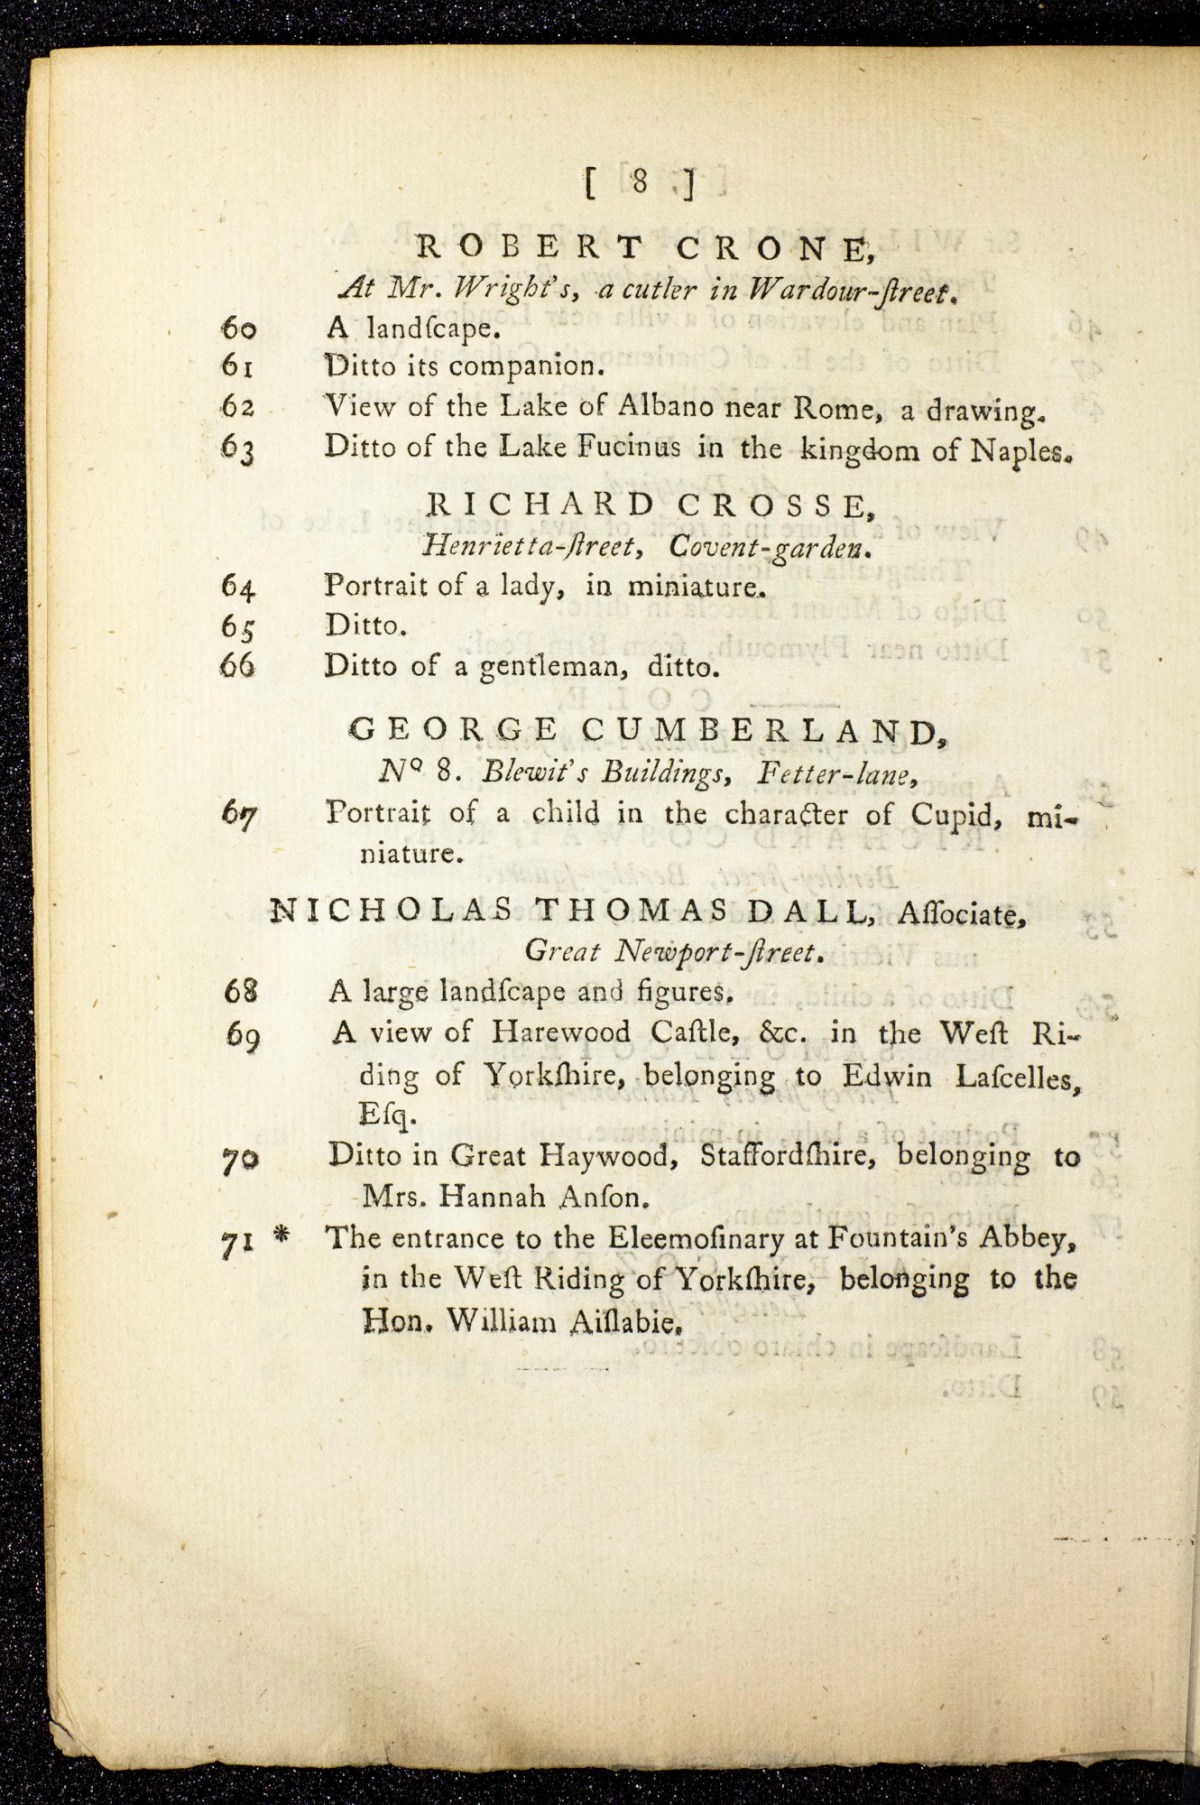 [ 8 ]
ROBERT CRONE,
At Mr. Wright's, a cutler in Wardour-ſtreet.
60 A landſcape.
61 Ditto its companion.
62 View of the Lake of Albano near Rome, a drawing.
63 Ditto of the Lake Fucinus in the kingdom of Naples.
RICHARD CROSSE,
Henrietta-ſtreet, Covent-garden.
64 Portrait of a lady, in miniature.
65 Ditto.
66 Ditto of a gentleman, ditto.
GEORGE CUMBERLAND,
Nº 8. Blewit's Buildings, Fetter-lane,
67 Portrait of a child in the character of Cupid, mi-
niature.
NICHOLAS THOMAS DALL, Aſſociate,
Great Newport-ſtreet.
68 A large landſcape and figures.
69 A view of Harewood Caſtle, &c. in the Weſt Ri-
ding of Yorkſhire, belonging to Edwin Laſcelles,
Eſq.
70 Ditto in Great Haywood, Staffordſhire, belonging to
Mrs. Hannah Anſon.
71 * The entrance to the Eleemoſinary at Fountain's Abbey,
in the Weſt Riding of Yorkſhire, belonging to the
Hon. William Aiſlabie.